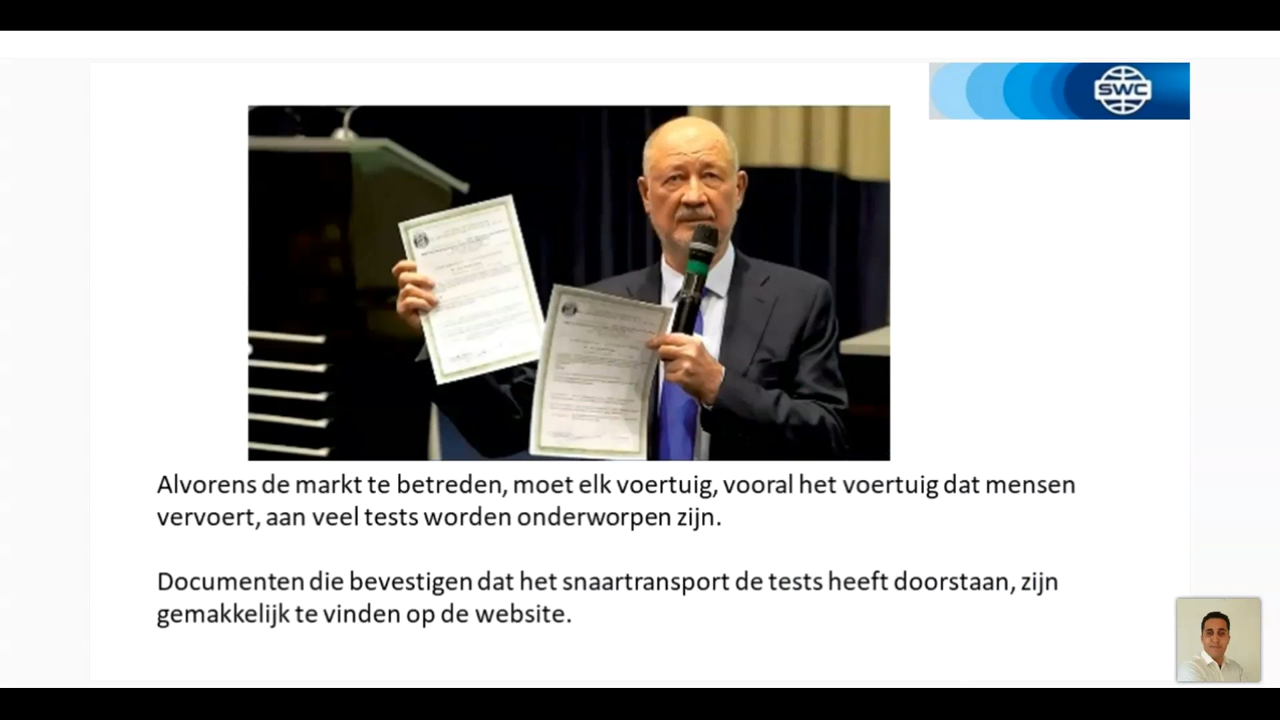 SWC
Alvorens de markt te betreden, moet elk voertuig, vooral het voertuig dat mensen
vervoert, aan veel tests worden onderworpen zijn.
Documenten die bevestigen dat het snaartransport de tests heeft doorstaan, zijn
gemakkelijk te vinden op de website.